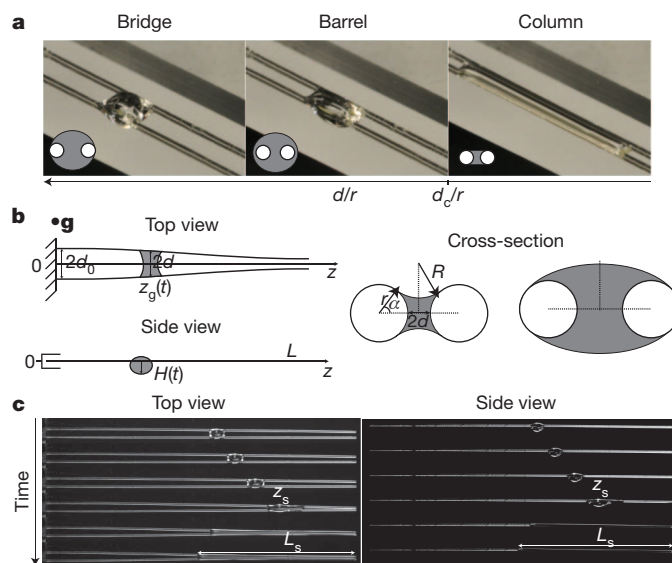 a
Bridge
Barrel
Column
d/r
d_c/r
b
•g
Top view
0
2d_0
2d
z
z_g(t)
Side view
0
L
z
H(t)
Cross-section
R
r
α
2d
c
Top view
Side view
Time
z_s
L_s
z_s
L_s